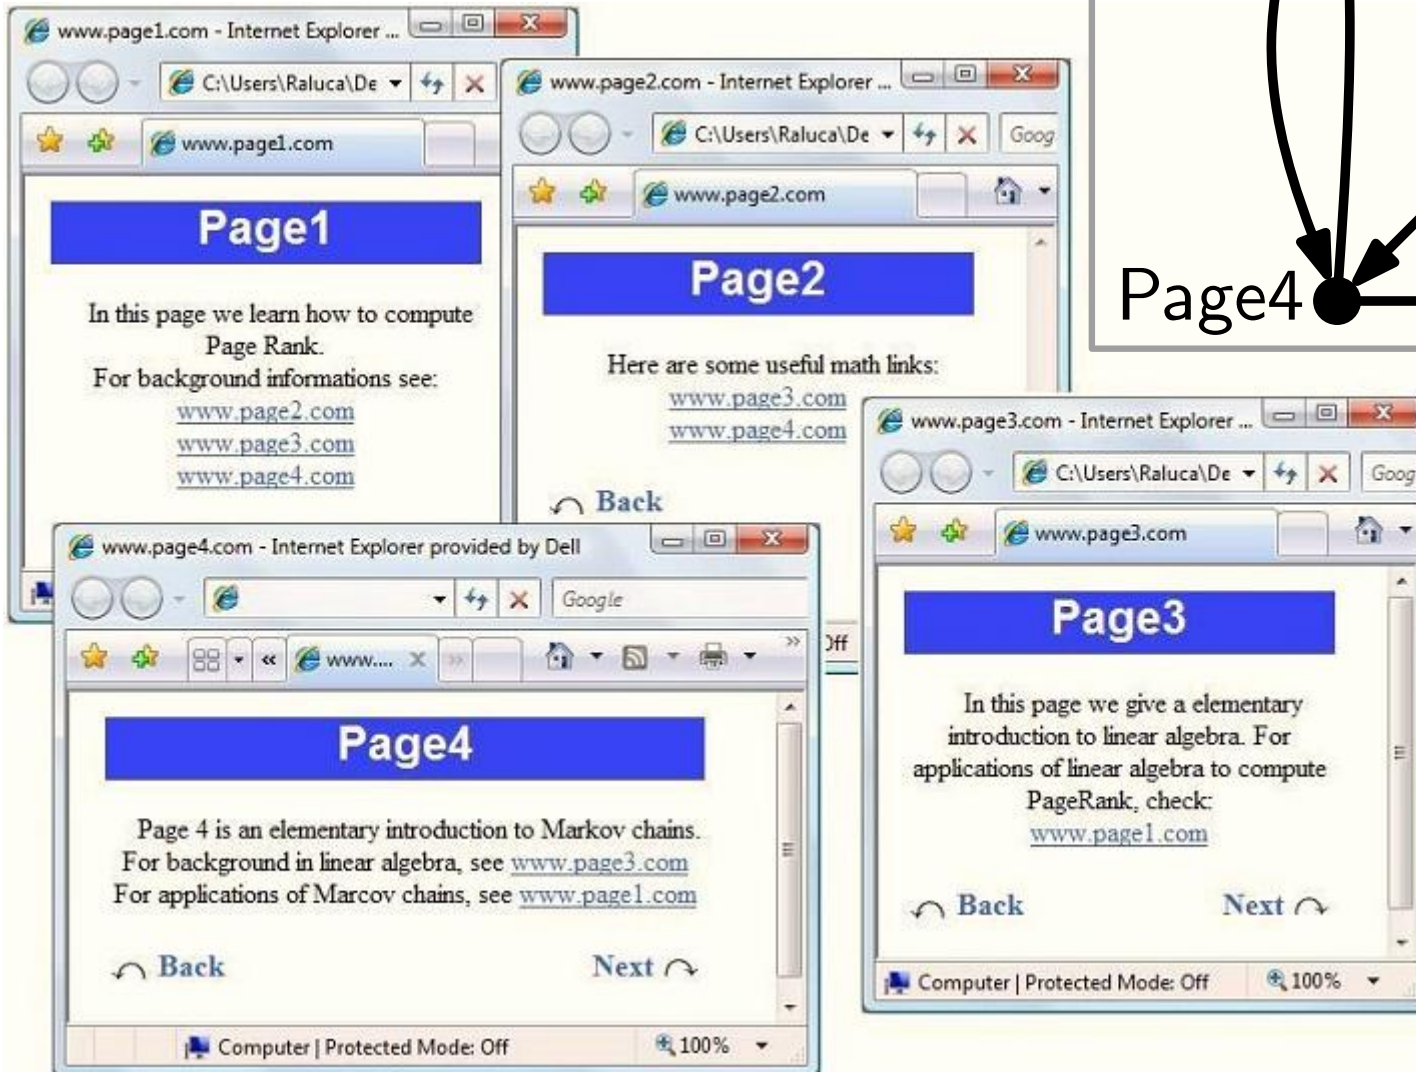 www.page1.com - Internet Explorer ...
C:\Users\Raluca\De
www.page1.com
Page1
In this page we learn how to compute
Page Rank.
For background informations see:
www.page2.com
www.page3.com
www.page4.com
www.page2.com - Internet Explorer ...
C:\Users\Raluca\De
Goog
www.page2.com
Page2
Here are some useful math links:
www.page3.com
www.page4.com
Back
Off
Page4
www.page4.com - Internet Explorer provided by Dell
Google
www....
Page4
Page 4 is an elementary introduction to Markov chains.
For background in linear algebra, see www.page3.com
For applications of Marcov chains, see www.page1.com
Back Next
Computer | Protected Mode: Off 100%
www.page3.com - Internet Explorer ...
C:\Users\Raluca\De
Goog
www.page3.com
Page3
In this page we give a elementary
introduction to linear algebra. For
applications of linear algebra to compute
PageRank, check:
www.page1.com
Back Next
Computer | Protected Mode: Off 100%